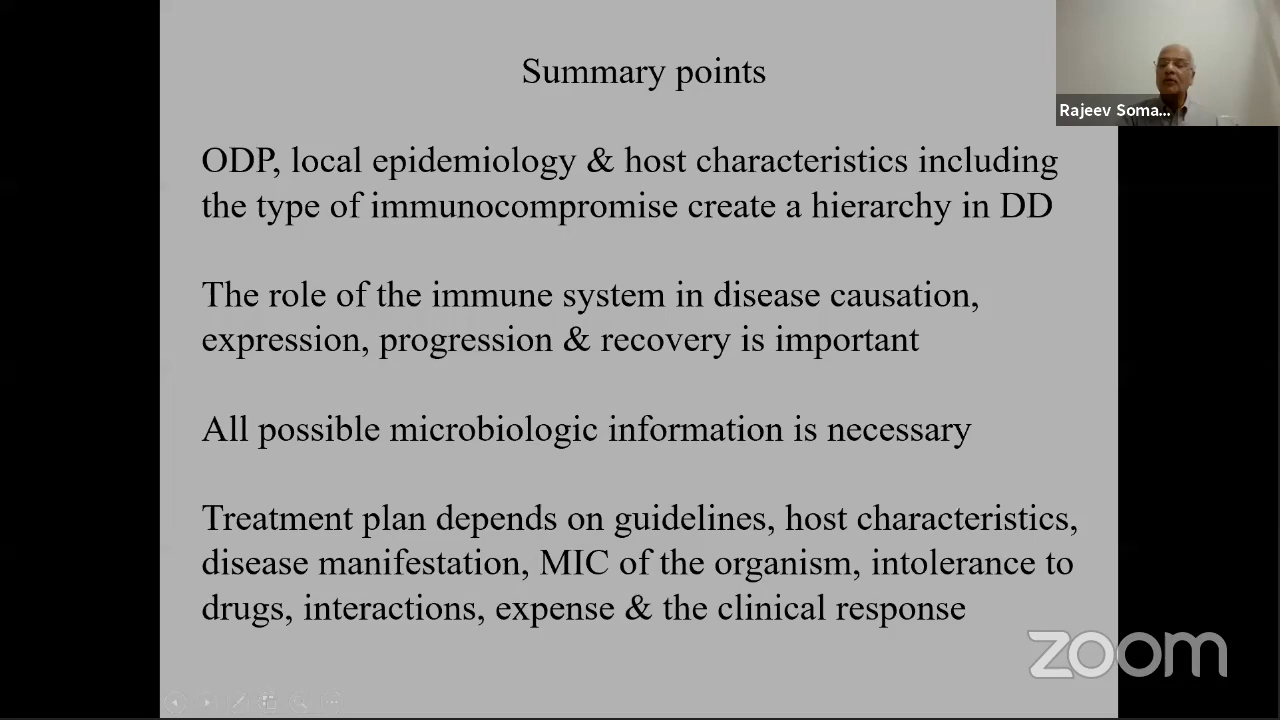 Summary points
Rajeev Soma...
ODP, local epidemiology & host characteristics including
the type of immunocompromise create a hierarchy in DD
The role of the immune system in disease causation,
expression, progression & recovery is important
All possible microbiologic information is necessary
Treatment plan depends on guidelines, host characteristics,
disease manifestation, MIC of the organism, intolerance to
drugs, interactions, expense & the clinical response
zoom